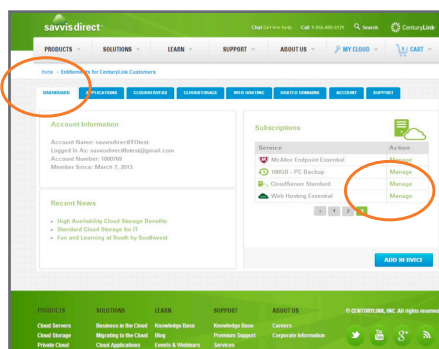 savvisdirect
Chat Get live help Call 1-855- Search CenturyLink
PRODUCTS SOLUTIONS LEARN SUPPORT ABOUT US MY CLOUD CART
Home > Entitlements for CenturyLink Customers
DASHBOARD APPLICATIONS CLOUDSERVERS CLOUDSTORAGE WEB HOSTING HOSTED DOMAINS ACCOUNT SUPPORT
Account Information
Account Name: savvisdirectFFOtest
Logged In As: savvisdirectffotest@gmail.com
Account Number: 1000769
Member Since: March 7, 2013
Subscriptions
Service Action
McAfee Endpoint Essential Manage
100GB - PC Backup Manage
CloudServer Standard Manage
Web Hosting Essential Manage
« 1 2
Recent News
High Availability Cloud Storage Benefits
Standard Cloud Storage for IT
Fun and Learning at South by Southwest
ADD SERVICE
PRODUCTS SOLUTIONS LEARN SUPPORT ABOUT US © CENTURYLINK, INC. All rights reserved
Cloud Servers Business in the Cloud Knowledge Base Knowledge Base Careers
Cloud Storage Migrating to the Cloud Blog Premium Support Corporate Information
Private Cloud Cloud Applications Events & Webinars Services